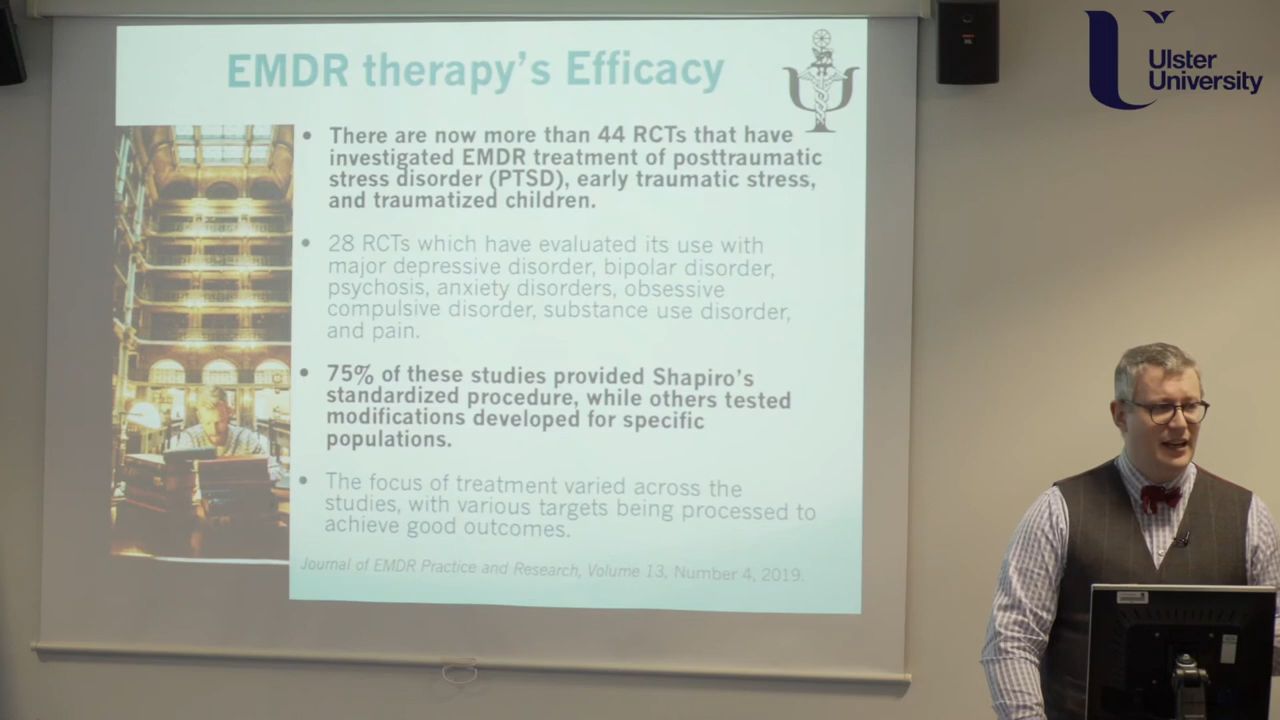 EMDR therapy's Efficacy
• There are now more than 44 RCTs that have
investigated EMDR treatment of posttraumatic
stress disorder (PTSD), early traumatic stress,
and traumatized children.
• 28 RCTs which have evaluated its use with
major depressive disorder, bipolar disorder,
psychosis, anxiety disorders, obsessive
compulsive disorder, substance use disorder,
and pain.
• 75% of these studies provided Shapiro's
standardized procedure, while others tested
modifications developed for specific
populations.
• The focus of treatment varied across the
studies, with various targets being processed to
achieve good outcomes.
Journal of EMDR Practice and Research, Volume 13, Number 4, 2019.
Ulster
University